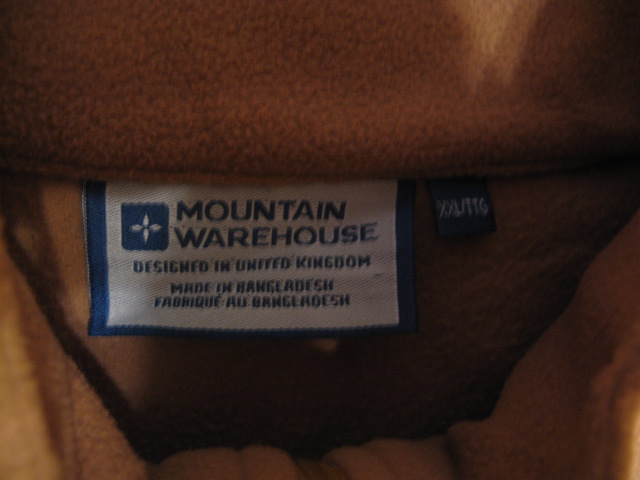 MOUNTAIN
WAREHOUSE
DESIGNED IN UNITED KINGDOM
MADE IN BANGLADESH
FABRIQUÉ AU BANGLADESH
XXL/TTG